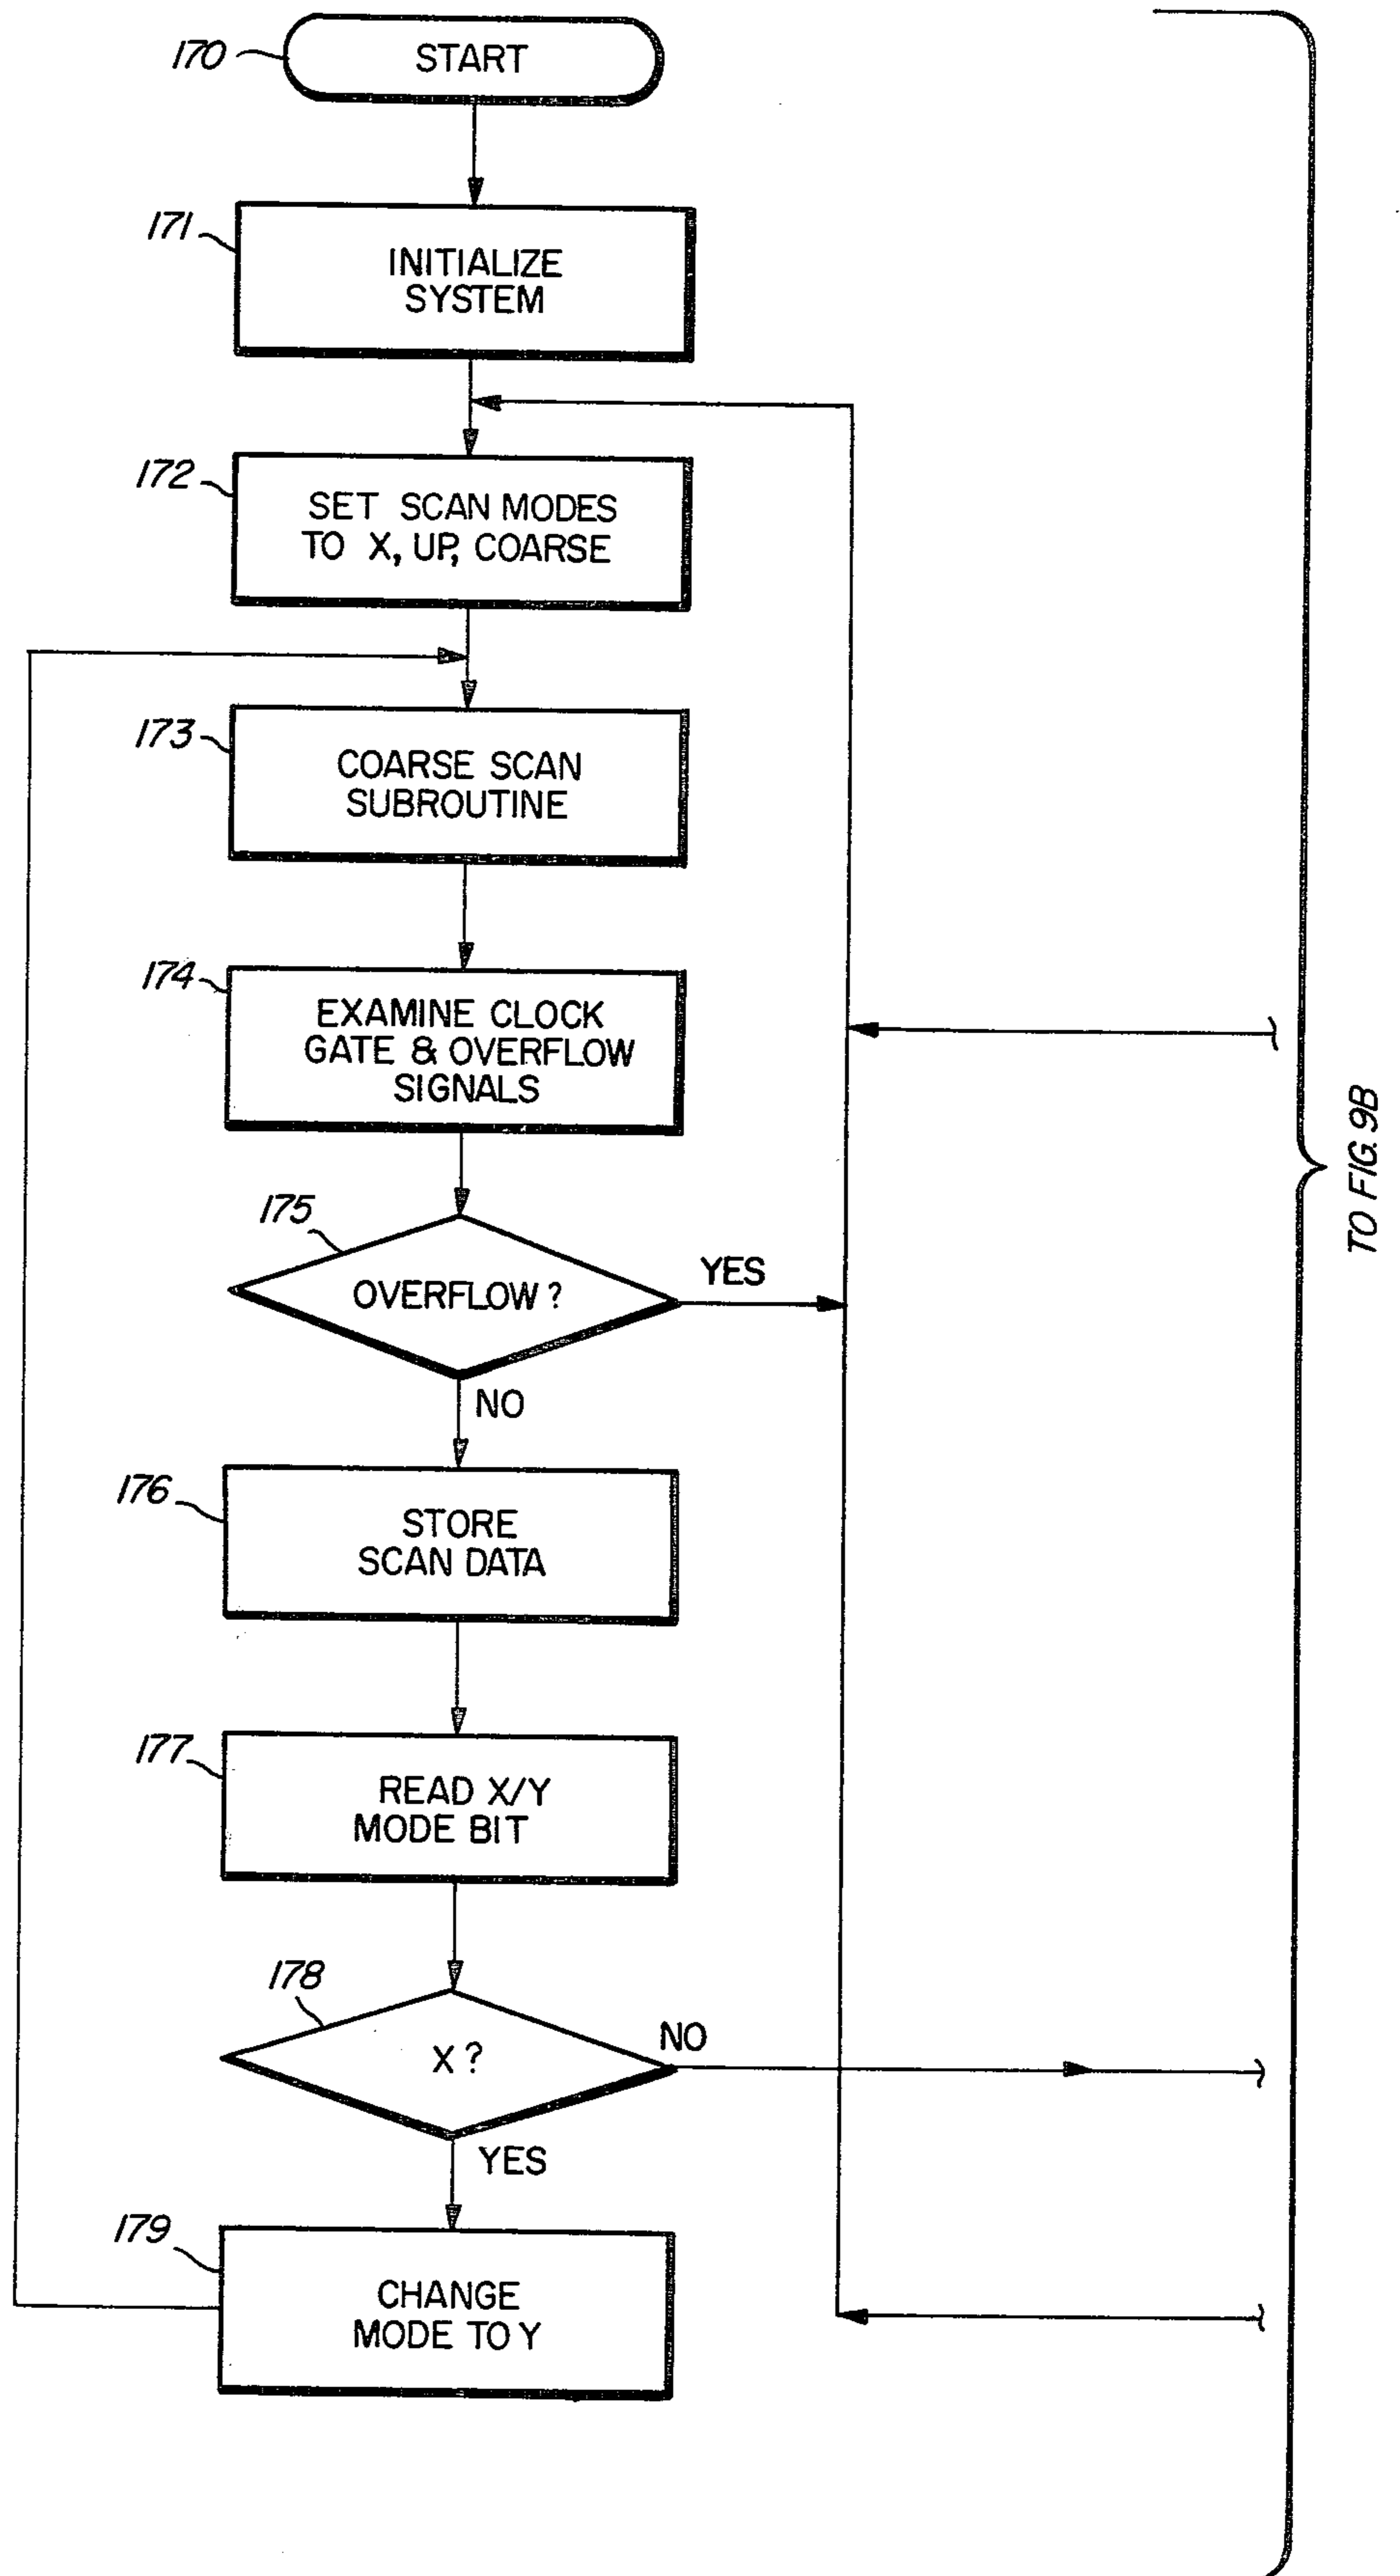 170
START
171
INITIALIZE
SYSTEM
172
SET SCAN MODES
TO X, UP, COARSE
173
COARSE SCAN
SUBROUTINE
174
EXAMINE CLOCK
GATE & OVERFLOW
SIGNALS
175
OVERFLOW?
YES
NO
176
STORE
SCAN DATA
177
READ X/Y
MODE BIT
178
X?
NO
YES
179
CHANGE
MODE TO Y
TO FIG. 9B